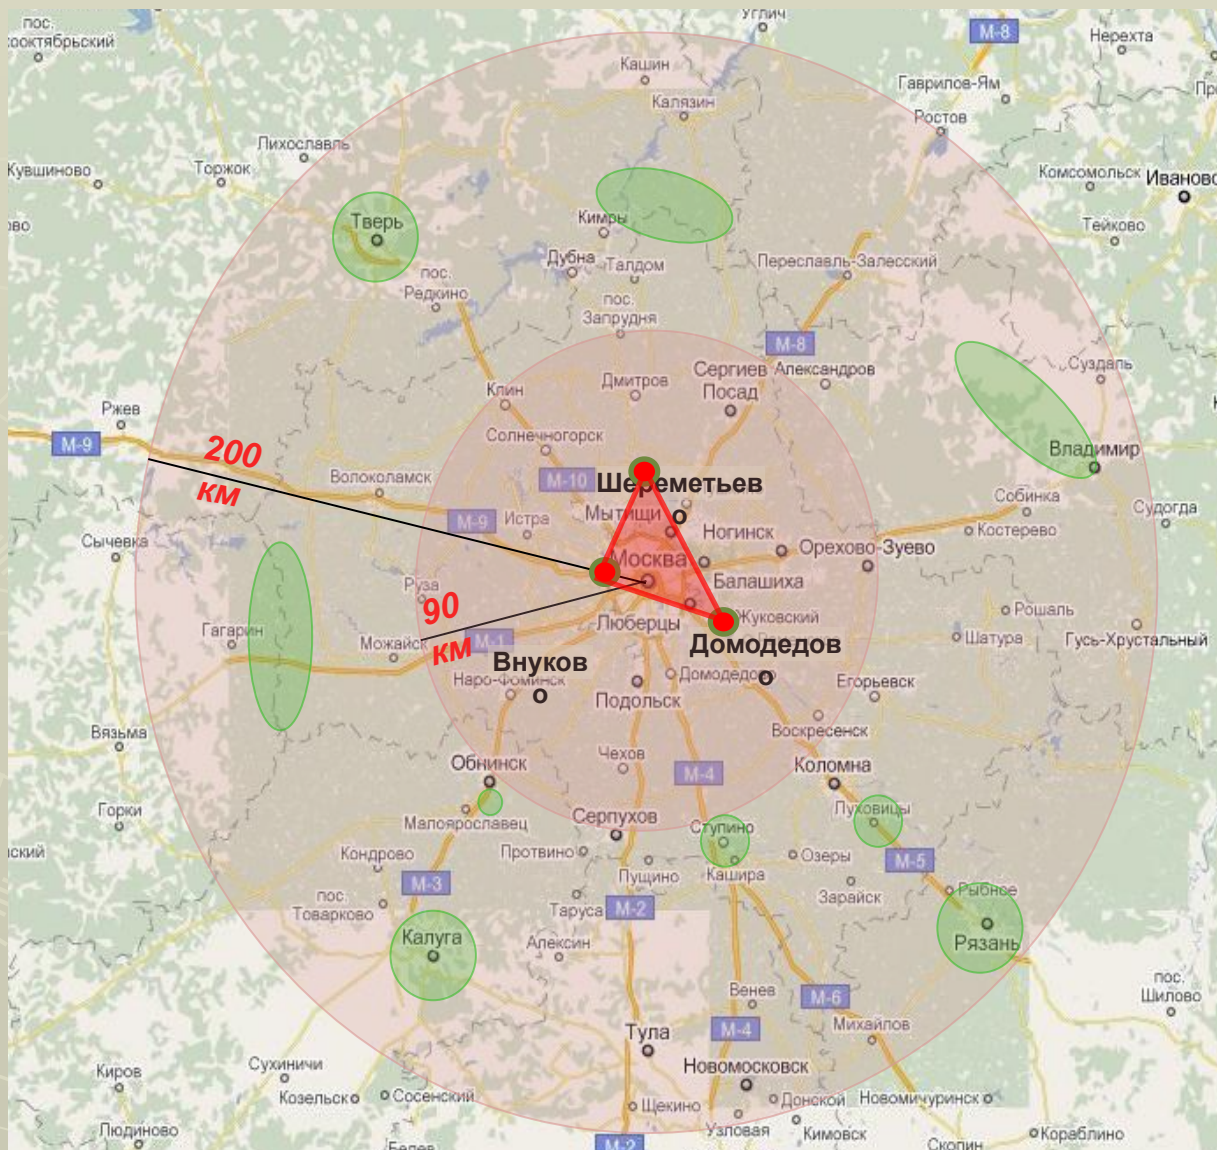 пос.
Углич
М-8
Нерехта
ооктябрьский
Кашин
Гаврилов-Ям
Калязин
Ростов
Лихославль
Кувшиново
Торжок
Комсомольск
Иваново
Тверь
Кимры
Тейково
Дубна
Талдом
Переславль-Залесский
пос.
Редкино
пос.
Запрудня
М-8
Суздаль
Дмитров
Сергиев
Посад
Александров
Клин
Ржев
М-9
200
км
Солнечногорск
Владимир
Волоколамск
М-10
Шереметьев
о
Собинка
Судогда
М-9
Истра
Мытищи
Ногинск
Костерево
Сычевка
Москва
Орехово-Зуево
Балашиха
Руза
90
км
Рошаль
Люберцы
Жуковский
Гагарин
Можайск
М-1
Шатура
Гусь-Хрустальный
Внуков
о
Домодедов
о
Наро-Фоминск
Домодедово
Егорьевск
Подольск
Вязьма
Воскресенск
Чехов
Обнинск
М-4
Коломна
Горки
Малоярославец
Серпухов
Ступино
Луховицы
ский
Кондрово
Протвино
Озеры
М-5
М-3
Пущино
Кашира
Рыбное
пос.
Товарково
Таруса
М-2
Зарайск
Калуга
Алексин
Рязань
пос.
Шилово
Венев
М-6
Тула
М-4
Михайлов
Сухиничи
Новомосковск
Киров
Козельск
Сосенский
Донской
Новомичуринск
Щекино
Людиново
Узловая
Кимовск
Кораблино
Белев
М-2
Скопин